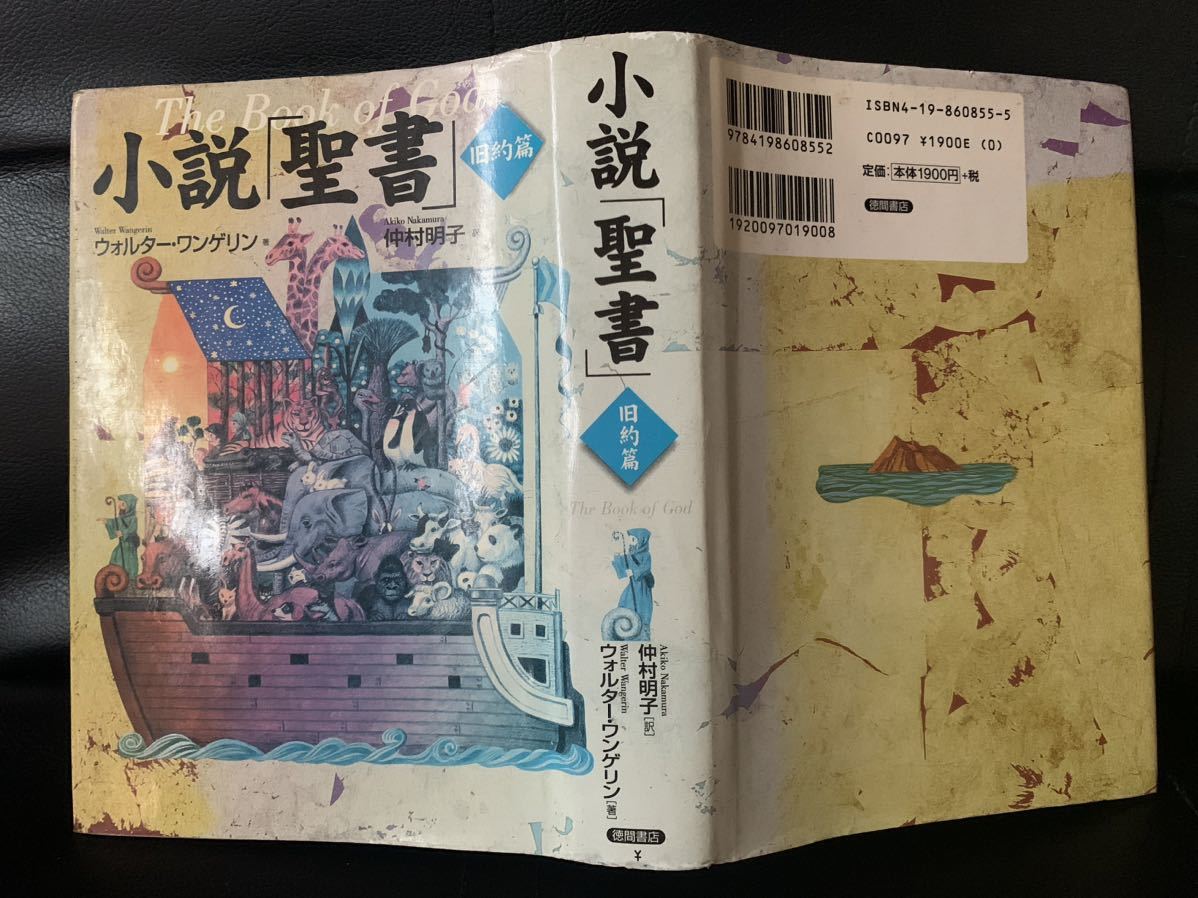 The Book of God
小説「聖書」
旧約篇
Walter Wangerin
ウォルター・ワンゲリン 著
Akiko Nakamura
仲村明子 訳
小説「聖書」
旧約篇
The Book of God
Akiko Nakamura
仲村明子[訳]
Walter Wangerin
ウォルター・ワンゲリン[著]
徳間書店
¥
9784198608552
1920097019008
ISBN4-19-860855-5
C0097 ¥1900E (0)
定価:本体1900円+税
徳間書店